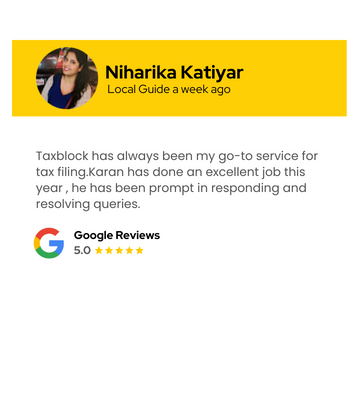 Niharika Katiyar
Local Guide a week ago
Taxblock has always been my go-to service for
tax filing.Karan has done an excellent job this
year , he has been prompt in responding and
resolving queries.
Google Reviews
5.0 ★★★★★